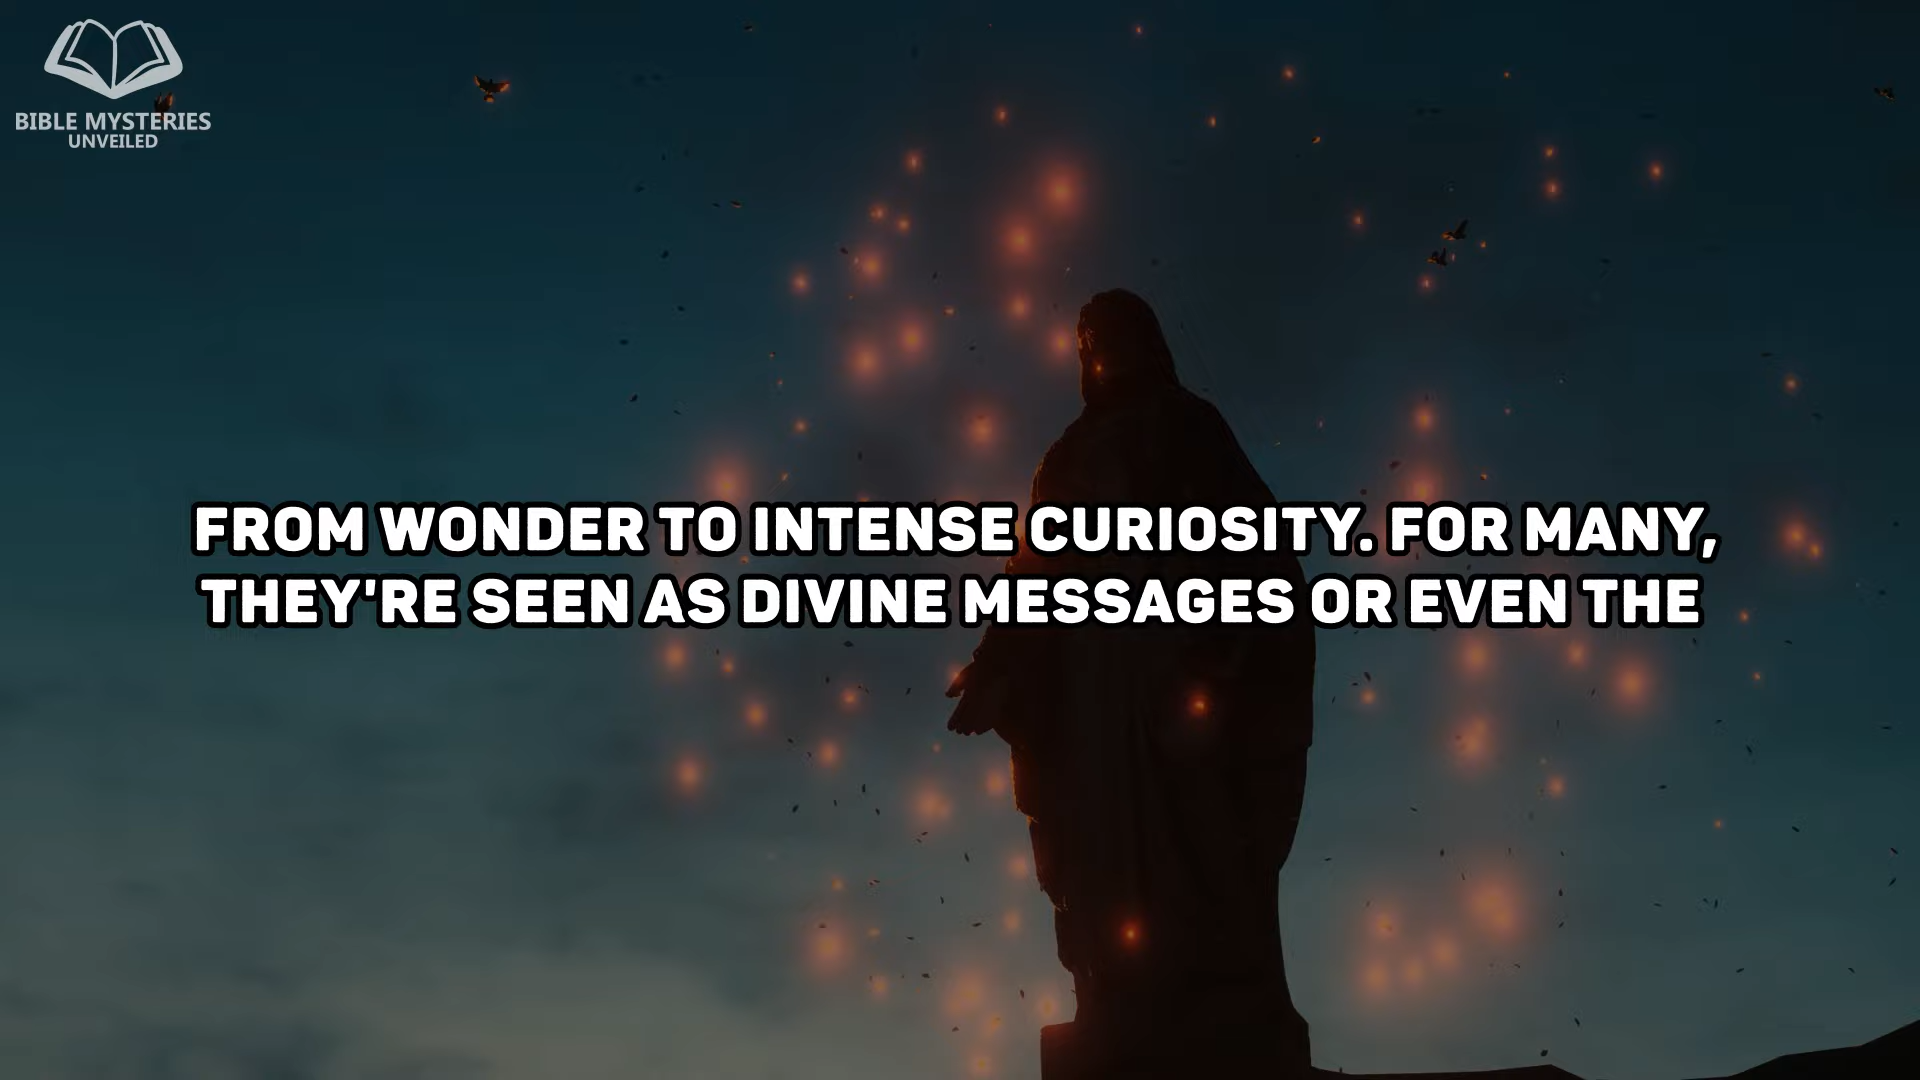 BIBLE MYSTERIES
UNVEILED
FROM WONDER TO INTENSE CURIOSITY. FOR MANY,
THEY'RE SEEN AS DIVINE MESSAGES OR EVEN THE